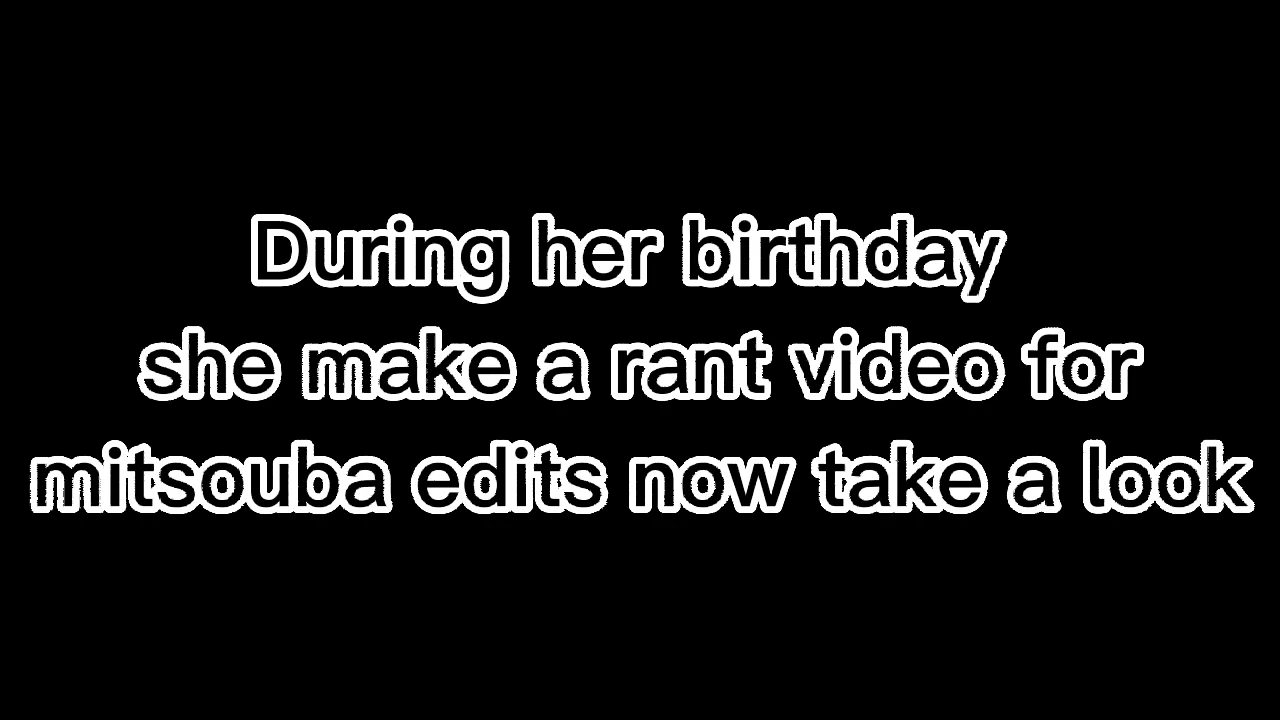 During her birthday
she make a rant video for
mitsouba edits now take a look